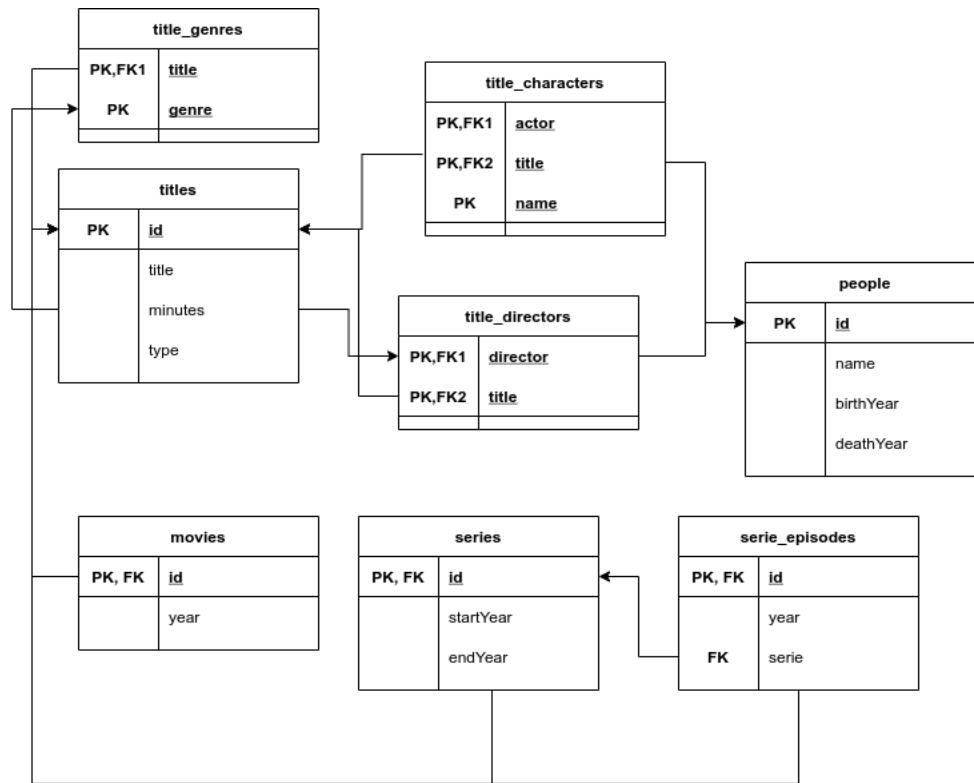 title_genres
PK,FK1 title
PK genre
title_characters
PK,FK1 actor
PK,FK2 title
PK name
titles
PK id
title
minutes
type
title_directors
PK,FK1 director
PK,FK2 title
people
PK id
name
birthYear
deathYear
movies
PK, FK id
year
series
PK, FK id
startYear
endYear
serie_episodes
PK, FK id
year
FK serie